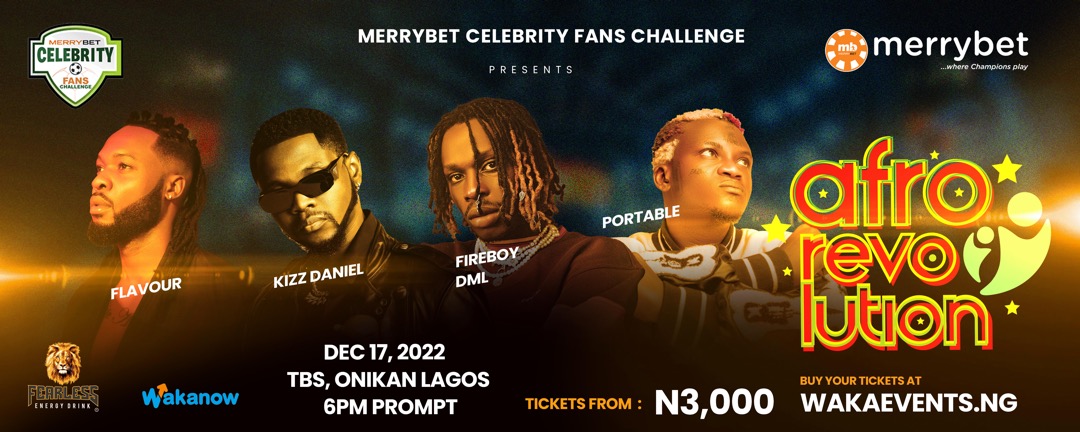 MERRYBET
CELEBRITY
FANS
CHALLENGE
MERRYBET CELEBRITY FANS CHALLENGE
PRESENTS
mb merrybet
...where Champions play
FLAVOUR
KIZZ DANIEL
FIREBOY
DML
PORTABLE
afro
revo
lution
FEARLESS
ENERGY DRINK
Wakanow
DEC 17, 2022
TBS, ONIKAN LAGOS
6PM PROMPT
TICKETS FROM : N3,000
BUY YOUR TICKETS AT
WAKAEVENTS.NG